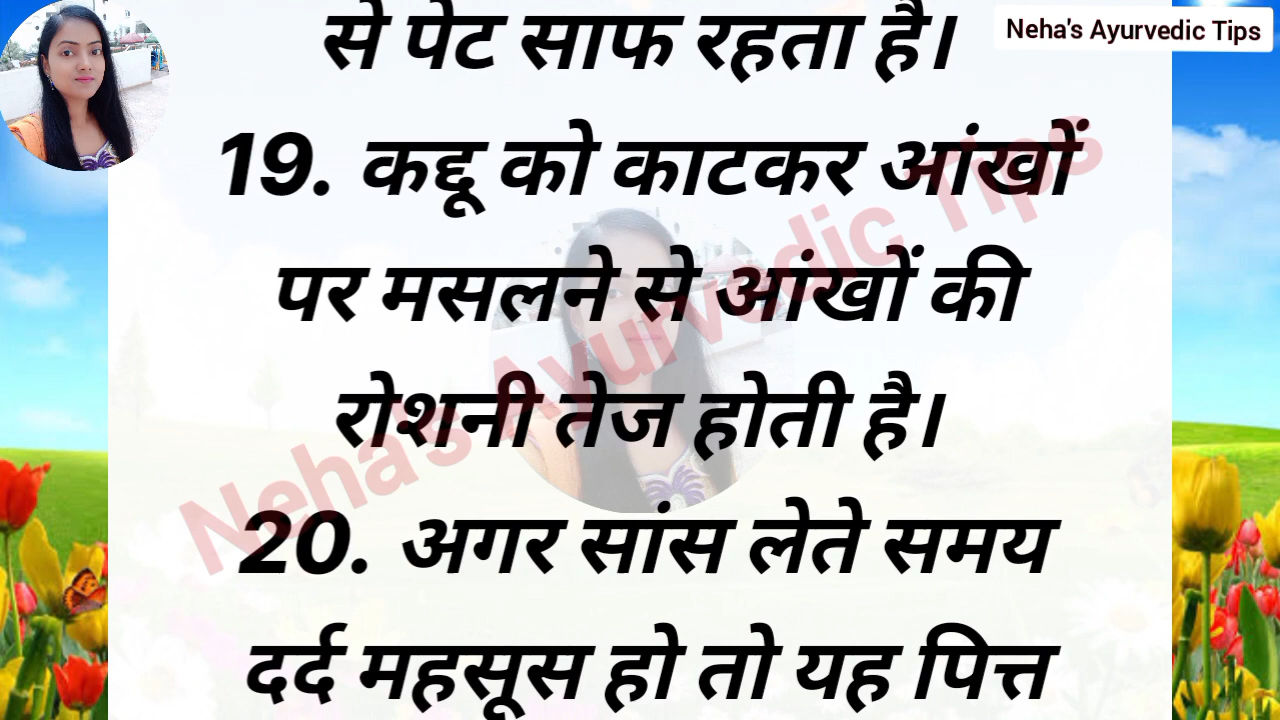 Neha's Ayurvedic Tips
से पेट साफ रहता है।
19. कद्दू को काटकर आंखों
पर मसलने से आंखों की
रोशनी तेज होती है।
20. अगर सांस लेते समय
दर्द महसूस हो तो यह पित्त
Neha's Ayurvedic Tips